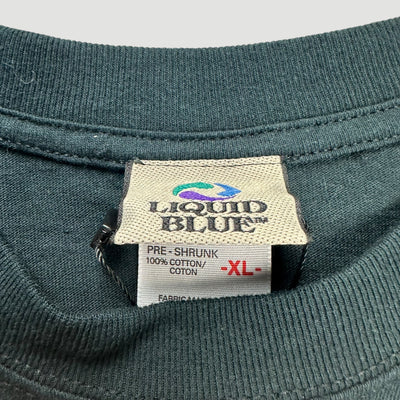 LIQUID
BLUE™
PRE-SHRUNK
100% COTTON/
COTON
-XL-